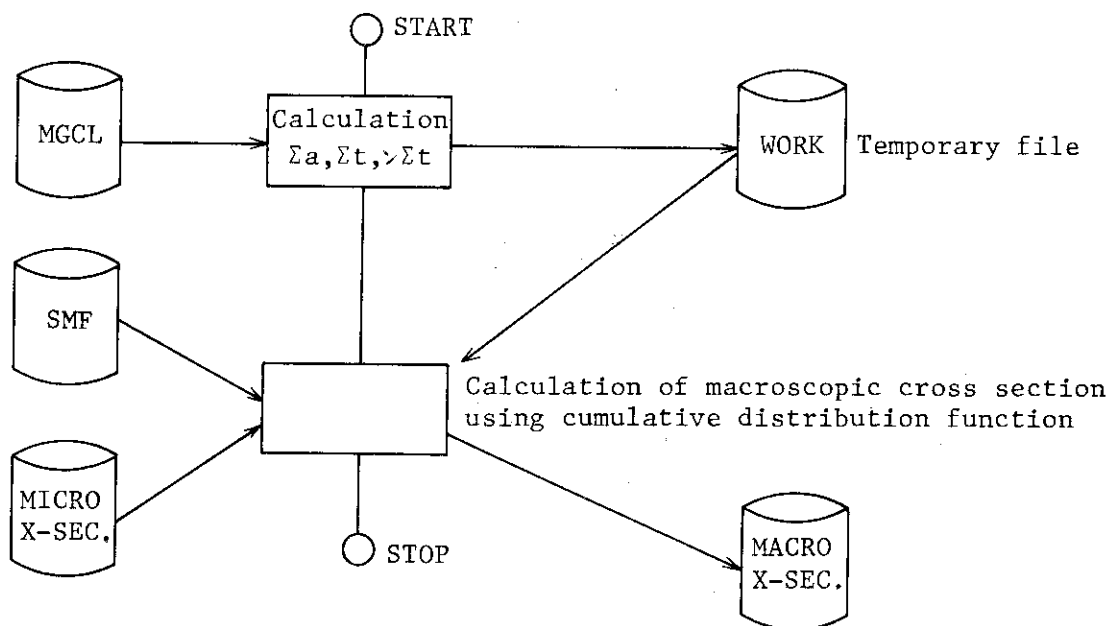 START
MGCL
Calculation
Σa,Σt,νΣt
WORK
Temporary file
SMF
Calculation of macroscopic cross section
using cumulative distribution function
MICRO
X-SEC.
STOP
MACRO
X-SEC.